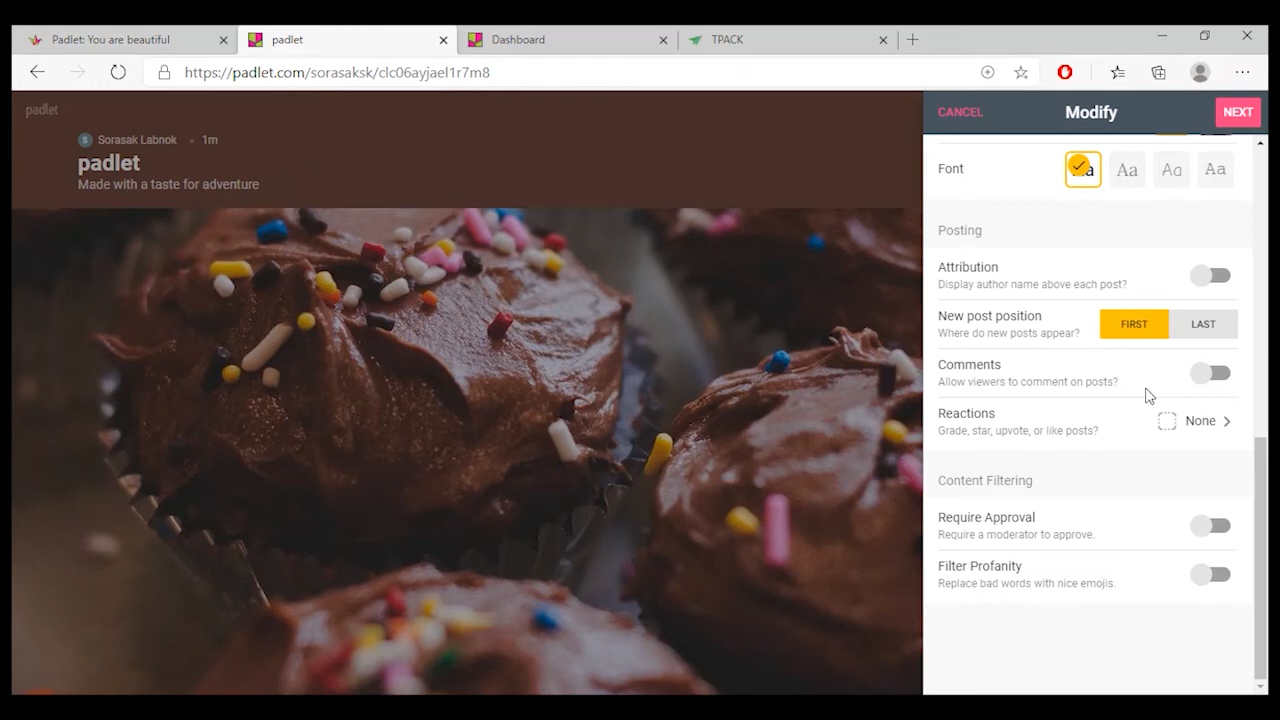 Padlet: You are beautiful
padlet
Dashboard
TPACK
https://padlet.com/sorasaksk/clc06ayjael1r7m8
padlet
S Sorasak Labnok • 1m
padlet
Made with a taste for adventure
CANCEL
Modify
NEXT
Font
Aa
Aa
Aa
Posting
Attribution
Display author name above each post?
New post position
Where do new posts appear?
FIRST
LAST
Comments
Allow viewers to comment on posts?
Reactions
Grade, star, upvote, or like posts?
None
Content Filtering
Require Approval
Require a moderator to approve.
Filter Profanity
Replace bad words with nice emojis.